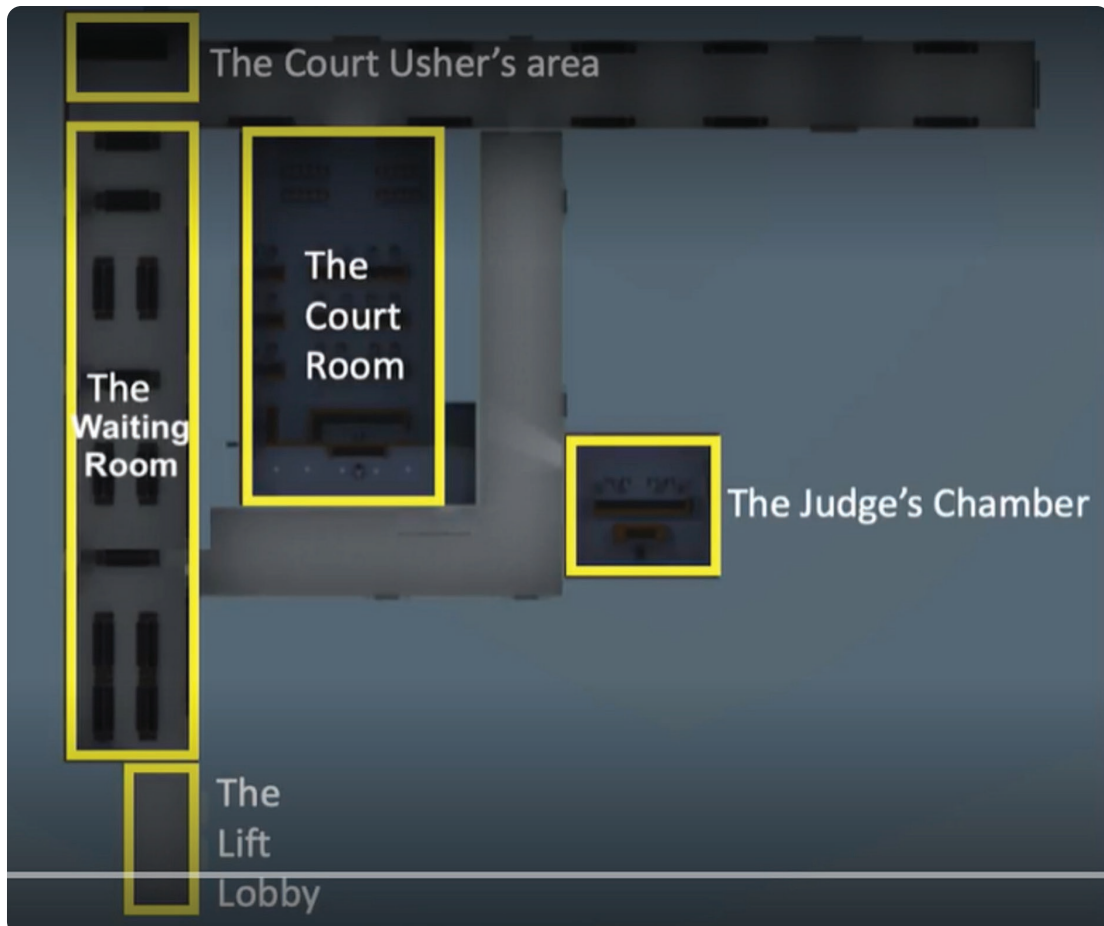 The Court Usher’s area
The
Court
Room
The
Waiting
Room
The Judge’s Chamber
The
Lift
Lobby